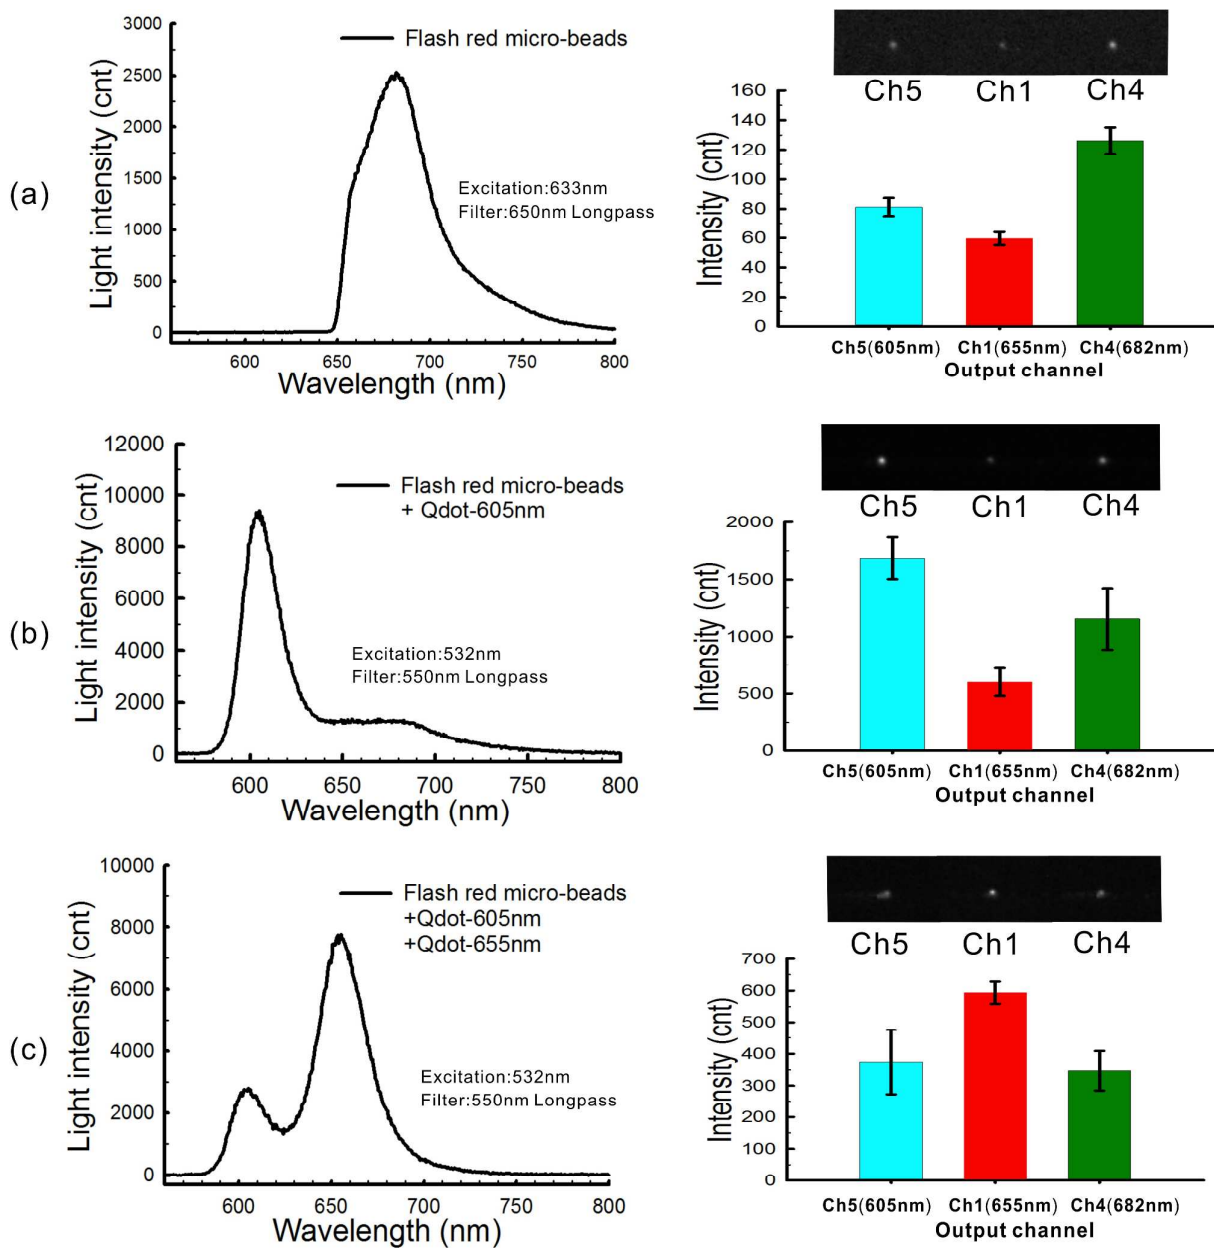 (a)
Flash red micro-beads
Light intensity (cnt)
3000
2500
2000
1500
1000
500
0
Excitation:633nm
Filter:650nm Longpass
600 650 700 750 800
Wavelength (nm)
Ch5 Ch1 Ch4
Intensity (cnt)
160
140
120
100
80
60
40
20
0
Ch5(605nm) Ch1(655nm) Ch4(682nm)
Output channel
(b)
Flash red micro-beads
+ Qdot-605nm
Light intensity (cnt)
12000
10000
8000
6000
4000
2000
0
Excitation:532nm
Filter:550nm Longpass
600 650 700 750 800
Wavelength (nm)
Ch5 Ch1 Ch4
Intensity (cnt)
2000
1500
1000
500
0
Ch5(605nm) Ch1(655nm) Ch4(682nm)
Output channel
(c)
Flash red micro-beads
+Qdot-605nm
+Qdot-655nm
Light intensity (cnt)
10000
8000
6000
4000
2000
0
Excitation:532nm
Filter:550nm Longpass
600 650 700 750 800
Wavelength (nm)
Ch5 Ch1 Ch4
Intensity (cnt)
700
600
500
400
300
200
100
0
Ch5(605nm) Ch1(655nm) Ch4(682nm)
Output channel